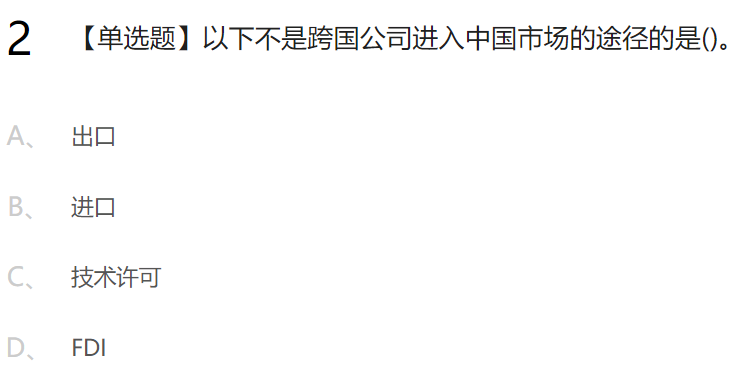 2 【单选题】以下不是跨国公司进入中国市场的途径的是()。
A、 出口
B、 进口
C、 技术许可
D、 FDI